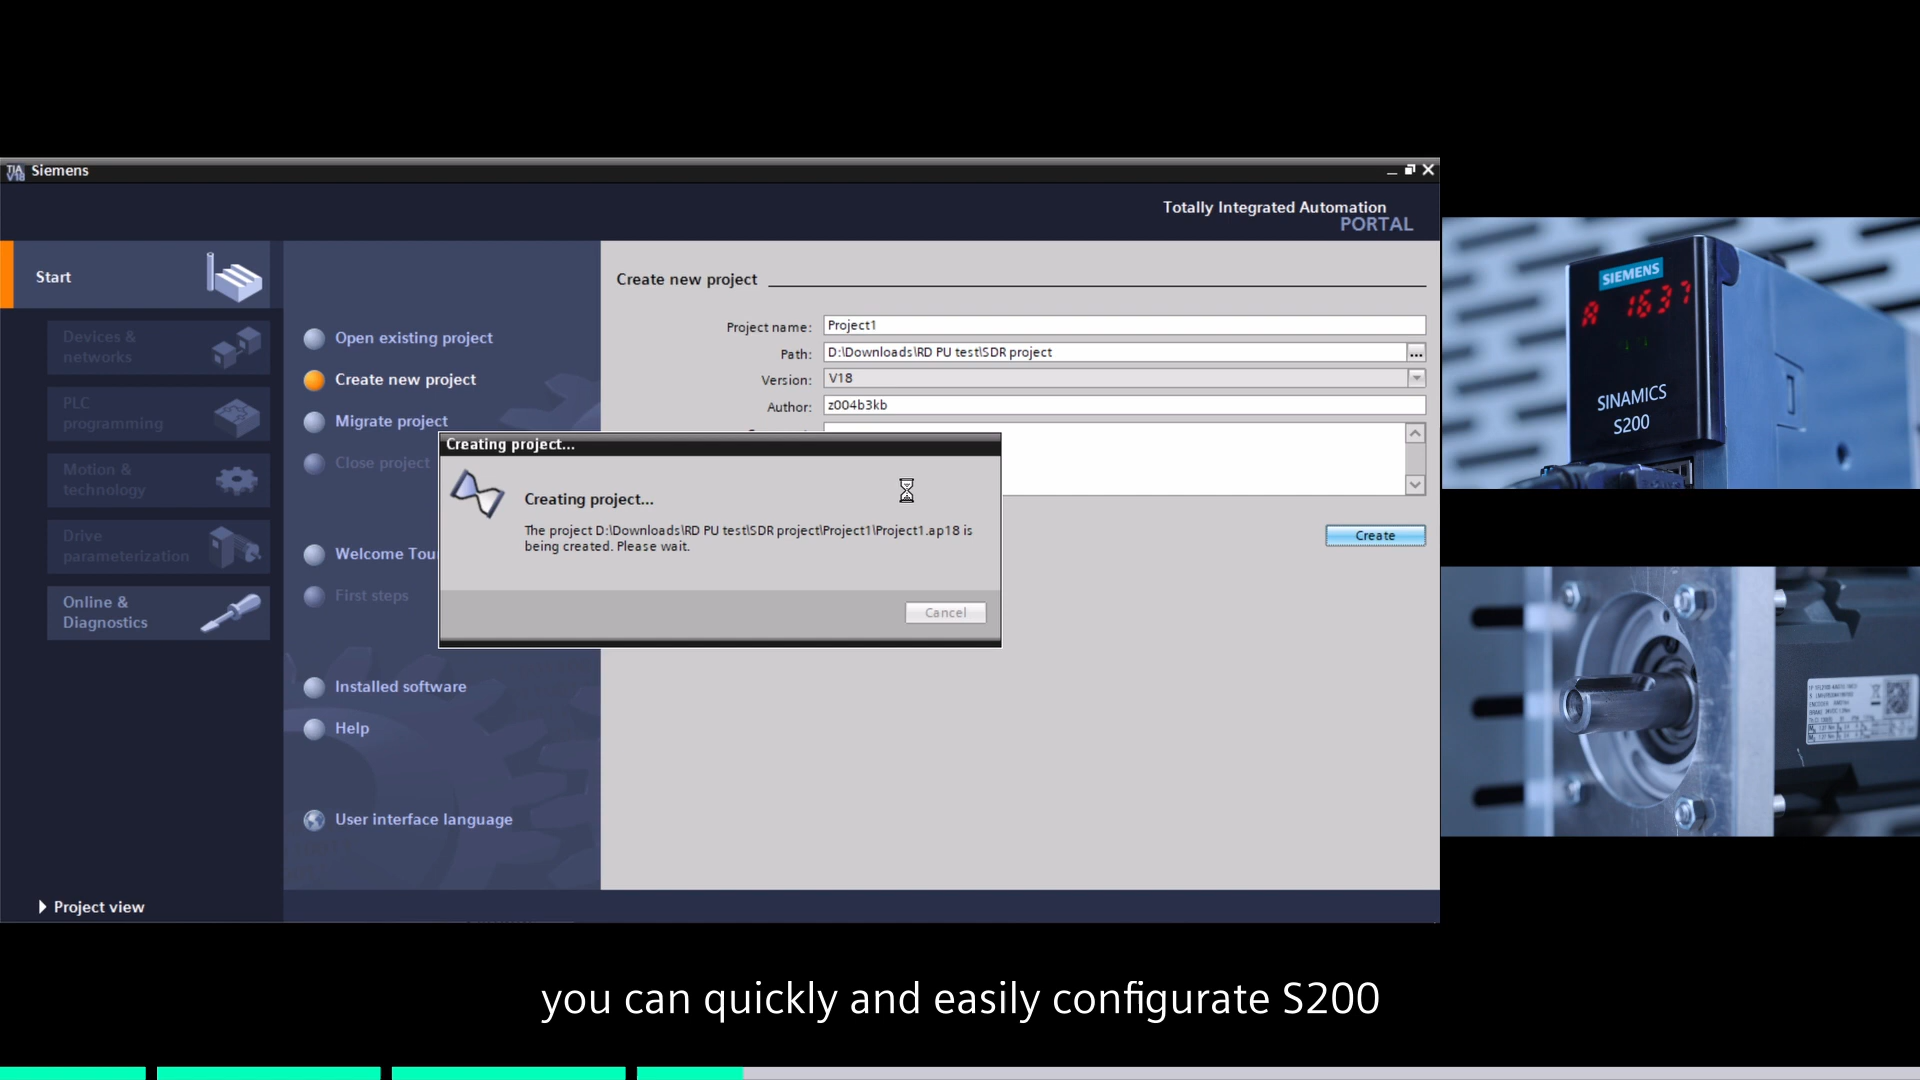 TIA
V18
Siemens
Totally Integrated Automation
PORTAL
Start
Devices &
networks
PLC
programming
Motion &
technology
Drive
parameterization
Online &
Diagnostics
Project view
Open existing project
Create new project
Migrate project
Close project
Welcome Tou
First steps
Installed software
Help
User interface language
Create new project
Project name: Project1
Path: D:\Downloads\RD PU test\SDR project
...
Version: V18
Author: z004b3kb
Create
Creating project...
Creating project...
The project D:\Downloads\RD PU test\SDR project\Project1\Project1.ap18 is
being created. Please wait.
Cancel
SIEMENS
A 1637
SINAMICS
S200
you can quickly and easily configurate S200